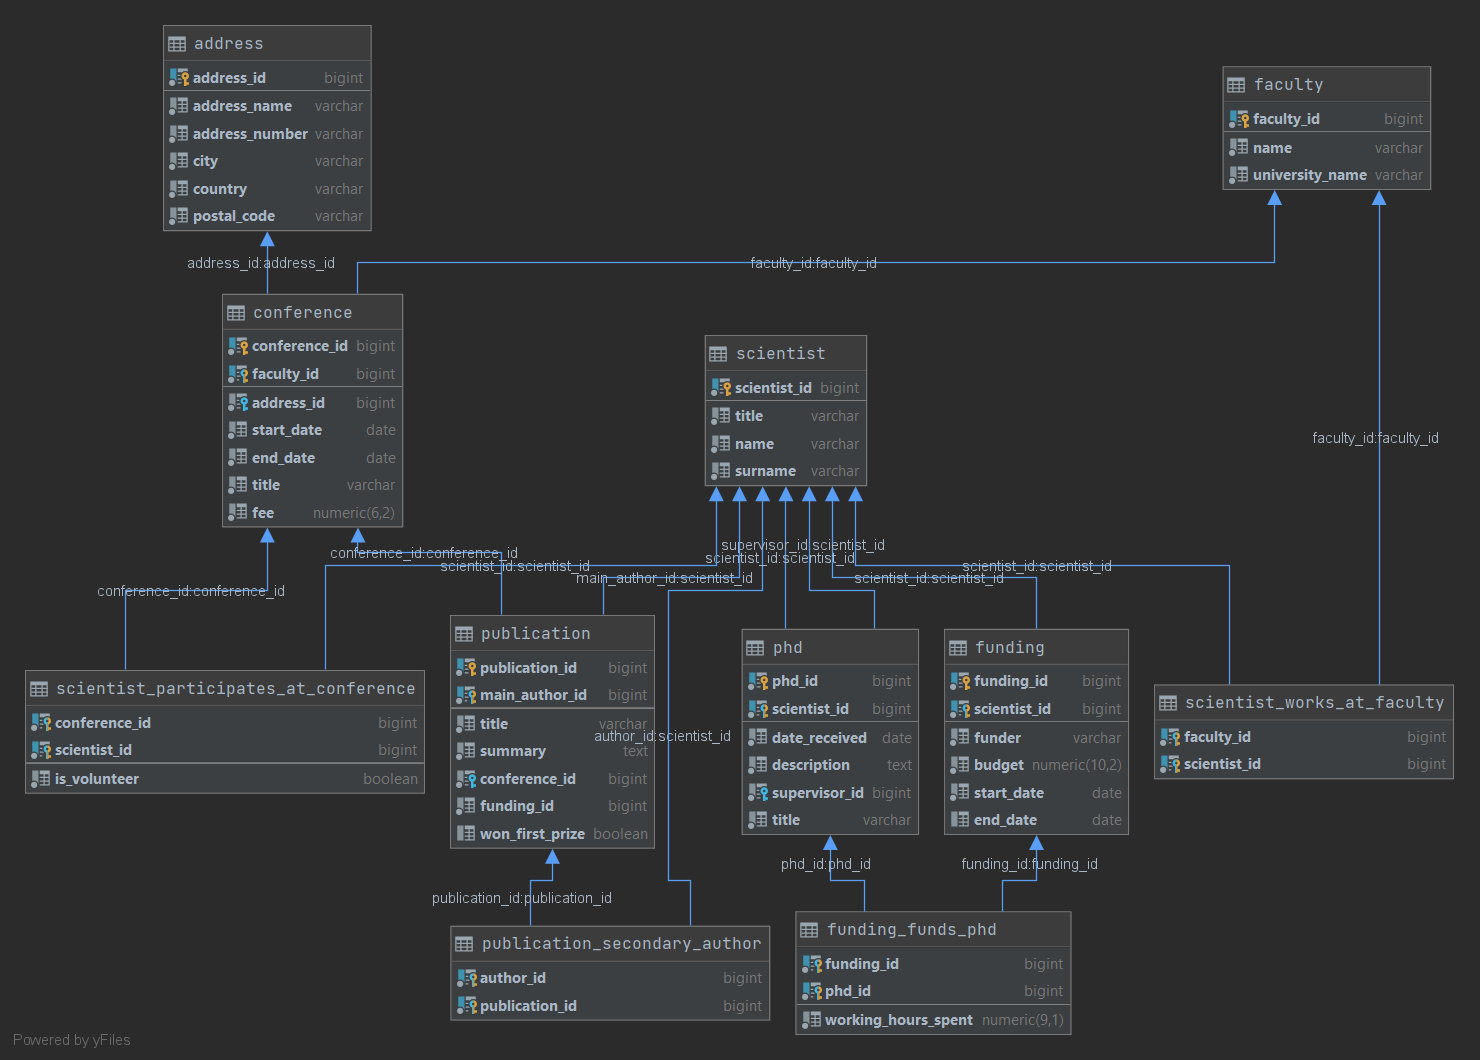 address
address_id bigint
address_name varchar
address_number varchar
city varchar
country varchar
postal_code varchar
faculty
faculty_id bigint
name varchar
university_name varchar
address_id:address_id
faculty_id:faculty_id
conference
conference_id bigint
faculty_id bigint
address_id bigint
start_date date
end_date date
title varchar
fee numeric(6,2)
scientist
scientist_id bigint
title varchar
name varchar
surname varchar
faculty_id:faculty_id
supervisor_id:scientist_id
conference_id:conference_id
scientist_id:scientist_id
scientist_id:scientist_id
scientist_id:scientist_id
main_author_id:scientist_id
scientist_id:scientist_id
conference_id:conference_id
publication
publication_id bigint
main_author_id bigint
title varchar
summary text
conference_id bigint
funding_id bigint
won_first_prize boolean
author_id:scientist_id
phd
phd_id bigint
scientist_id bigint
date_received date
description text
supervisor_id bigint
title varchar
funding
funding_id bigint
scientist_id bigint
funder varchar
budget numeric(10,2)
start_date date
end_date date
scientist_participates_at_conference
conference_id bigint
scientist_id bigint
is_volunteer boolean
scientist_works_at_faculty
faculty_id bigint
scientist_id bigint
phd_id:phd_id
funding_id:funding_id
publication_id:publication_id
publication_secondary_author
author_id bigint
publication_id bigint
funding_funds_phd
funding_id bigint
phd_id bigint
working_hours_spent numeric(9,1)
Powered by yFiles